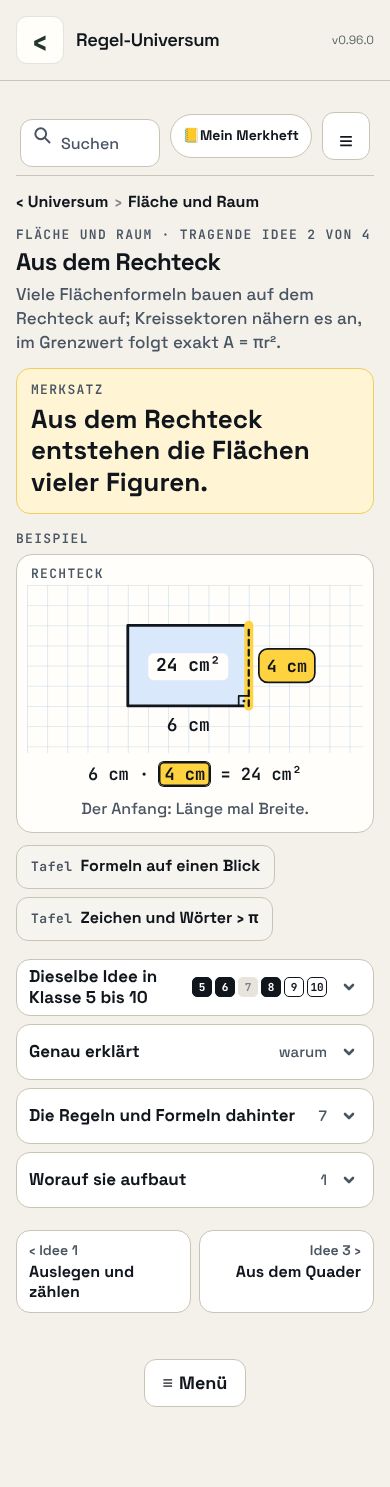 < Regel-Universum v0.96.0
Suchen 📒Mein Merkheft ≡
< Universum > Fläche und Raum
FLÄCHE UND RAUM · TRAGENDE IDEE 2 VON 4
Aus dem Rechteck
Viele Flächenformeln bauen auf dem
Rechteck auf; Kreissektoren nähern es an,
im Grenzwert folgt exakt A = πr².
MERKSATZ
Aus dem Rechteck
entstehen die Flächen
vieler Figuren.
BEISPIEL
RECHTECK
24 cm² 4 cm
6 cm
6 cm · 4 cm = 24 cm²
Der Anfang: Länge mal Breite.
Tafel Formeln auf einen Blick
Tafel Zeichen und Wörter > π
Dieselbe Idee in
Klasse 5 bis 10 5 6 7 8 9 10
Genau erklärt warum
Die Regeln und Formeln dahinter 7
Worauf sie aufbaut 1
< Idee 1 Idee 3 >
Auslegen und Aus dem Quader
zählen
≡ Menü